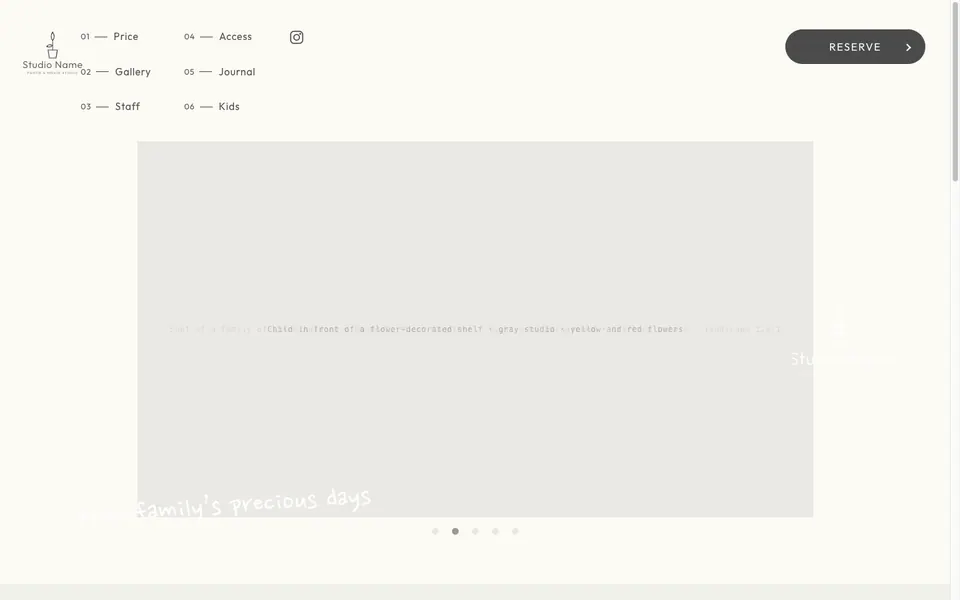 01 — Price
04 — Access
Studio Name
02 — Gallery
05 — Journal
03 — Staff
06 — Kids
RESERVE
Child in front of a flower-decorated shelf · gray studio · yellow and red flowers
family's precious days